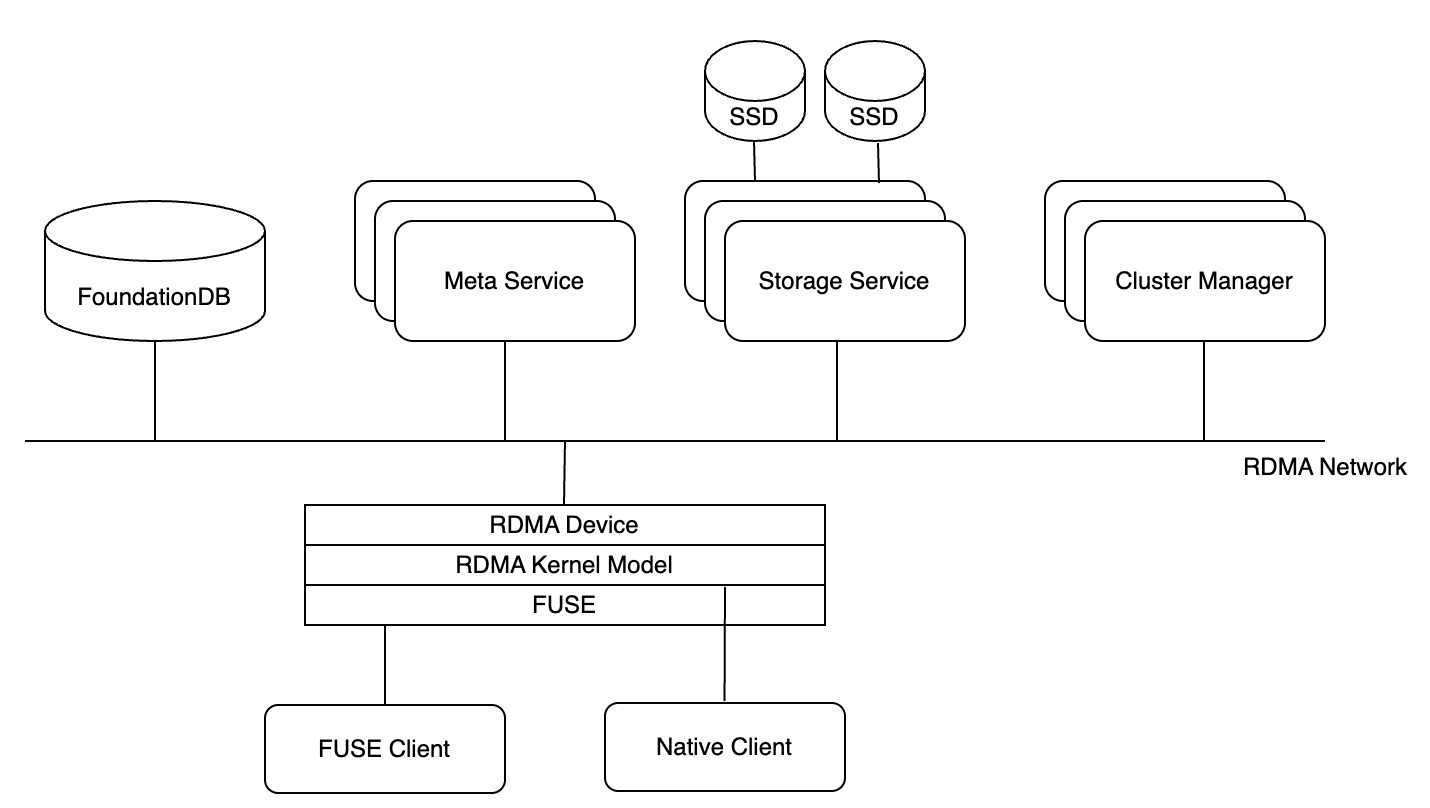 SSD
SSD
FoundationDB
Meta Service
Storage Service
Cluster Manager
RDMA Network
RDMA Device
RDMA Kernel Model
FUSE
FUSE Client
Native Client